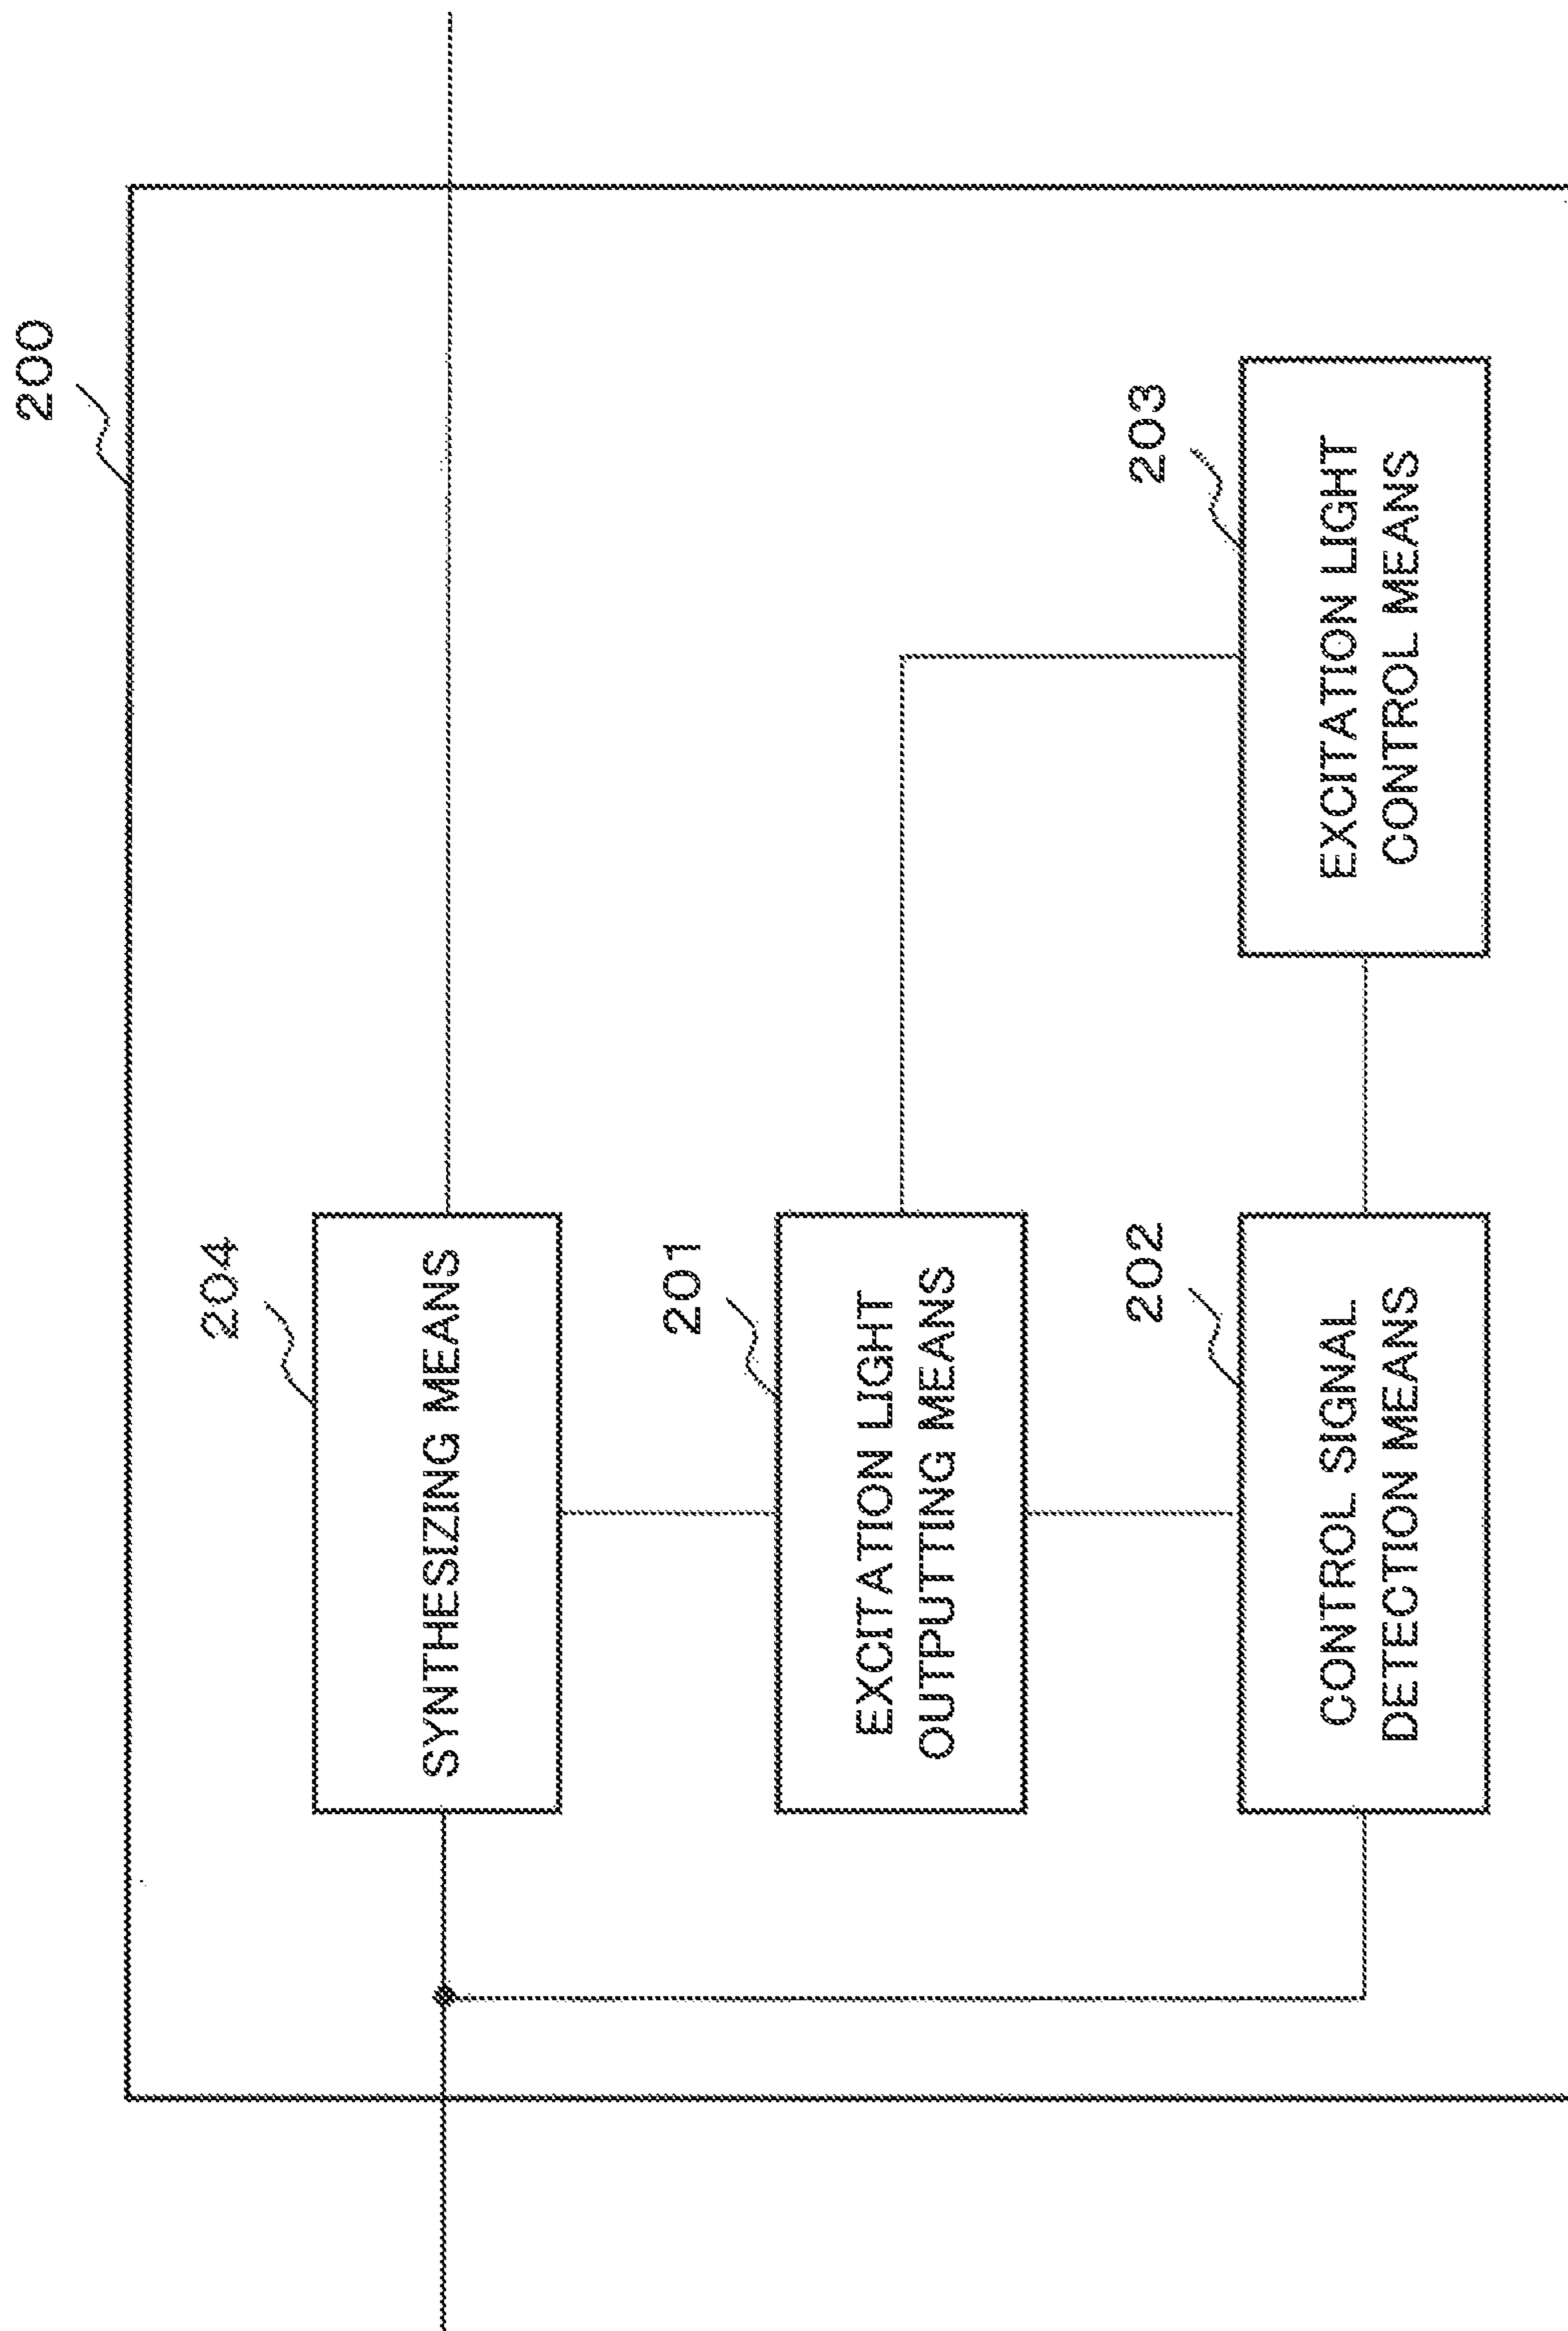 200
204
SYNTHESIZING MEANS
201
EXCITATION LIGHT
OUTPUTTING MEANS
202
CONTROL SIGNAL
DETECTION MEANS
203
EXCITATION LIGHT
CONTROL MEANS